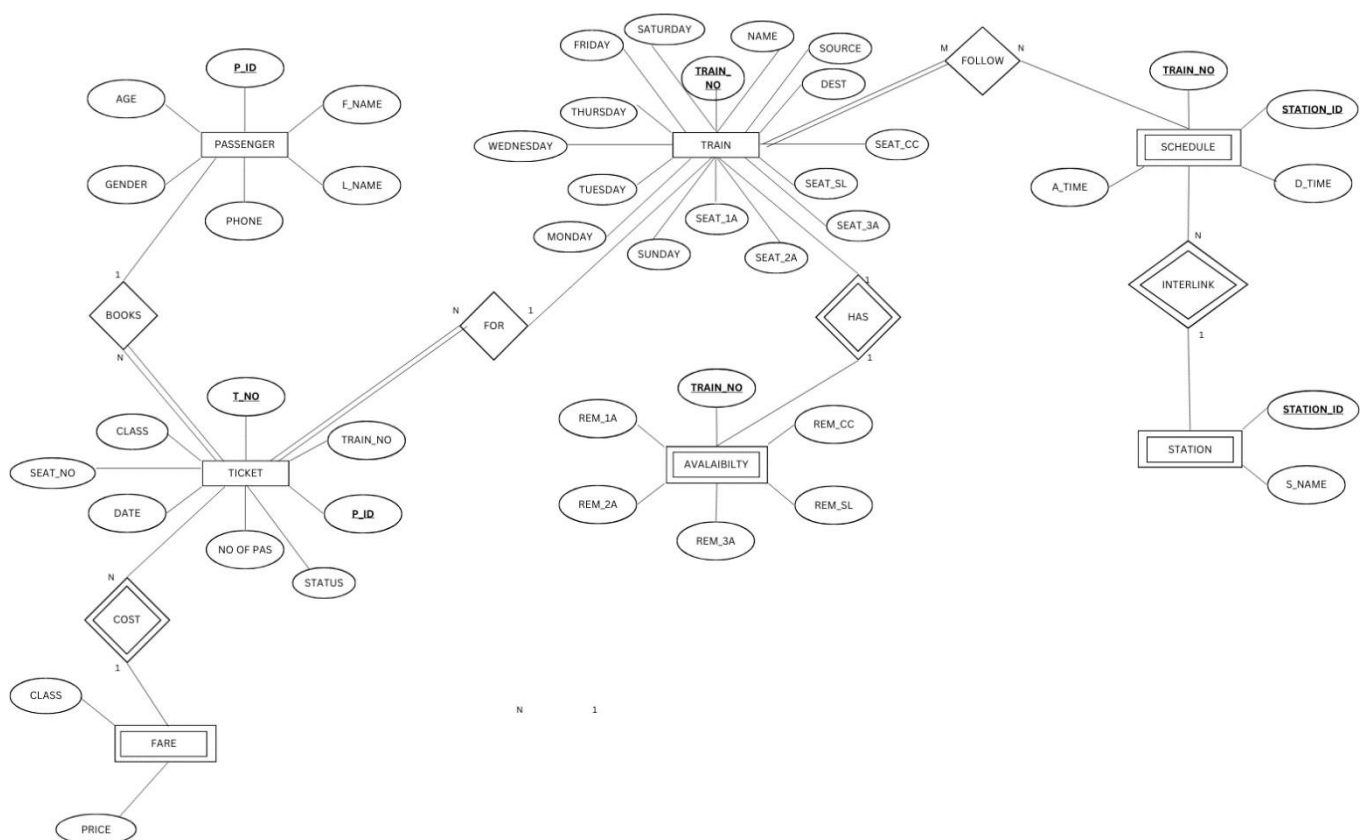 P_ID
AGE
F_NAME
PASSENGER
GENDER
L_NAME
PHONE
1
BOOKS
N
T_NO
CLASS
TRAIN_NO
SEAT_NO
TICKET
DATE
P_ID
NO OF PAS
STATUS
N
COST
1
CLASS
FARE
PRICE
SATURDAY
NAME
FRIDAY
SOURCE
TRAIN_
NO
DEST
THURSDAY
WEDNESDAY
TRAIN
SEAT_CC
TUESDAY
SEAT_SL
SEAT_1A
SEAT_3A
MONDAY
SUNDAY
SEAT_2A
N
FOR
1
1
HAS
1
TRAIN_NO
REM_1A
REM_CC
AVALAIBILTY
REM_2A
REM_SL
REM_3A
N
1
M
FOLLOW
N
TRAIN_NO
STATION_ID
SCHEDULE
A_TIME
D_TIME
N
INTERLINK
1
STATION_ID
STATION
S_NAME